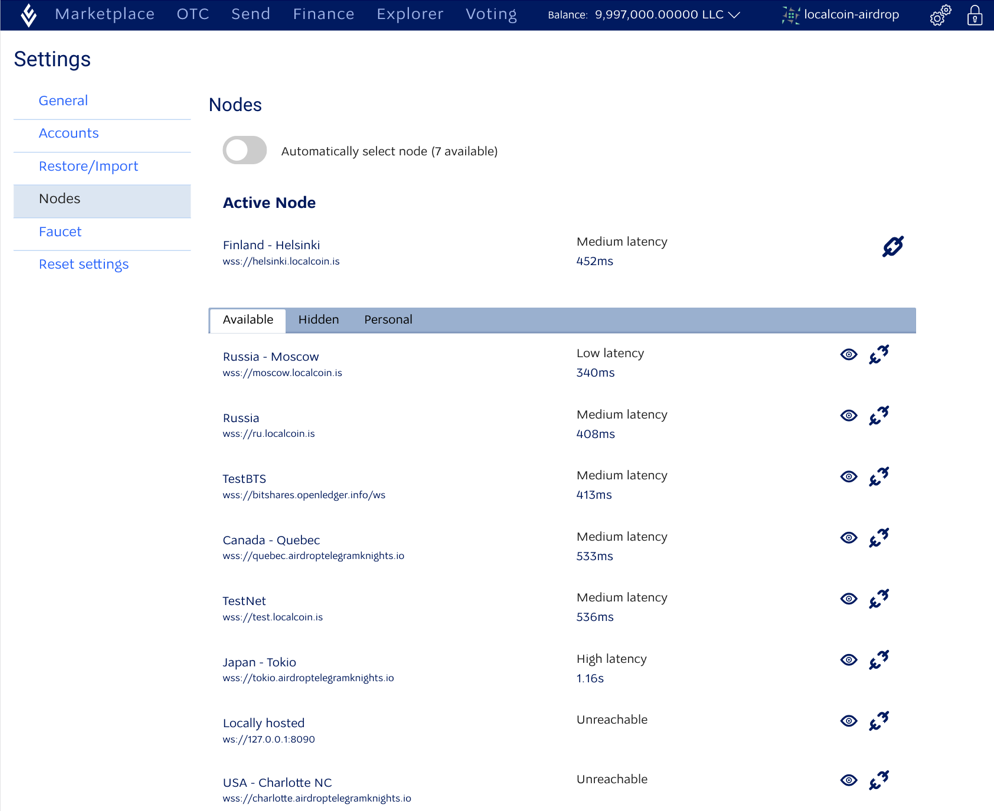 Marketplace OTC Send Finance Explorer Voting Balance: 9,997,000.00000 LLC localcoin-airdrop
Settings
General
Accounts
Restore/Import
Nodes
Faucet
Reset settings
Nodes
Automatically select node (7 available)
Active Node
Finland - Helsinki
wss://helsinki.localcoin.is
Medium latency
452ms
Available Hidden Personal
Russia - Moscow
wss://moscow.localcoin.is
Low latency
340ms
Russia
wss://ru.localcoin.is
Medium latency
408ms
TestBTS
wss://bitshares.openledger.info/ws
Medium latency
413ms
Canada - Quebec
wss://quebec.airdroptelegramknights.io
Medium latency
533ms
TestNet
wss://test.localcoin.is
Medium latency
536ms
Japan - Tokio
wss://tokio.airdroptelegramknights.io
High latency
1.16s
Locally hosted
ws://127.0.0.1:8090
Unreachable
USA - Charlotte NC
wss://charlotte.airdroptelegramknights.io
Unreachable